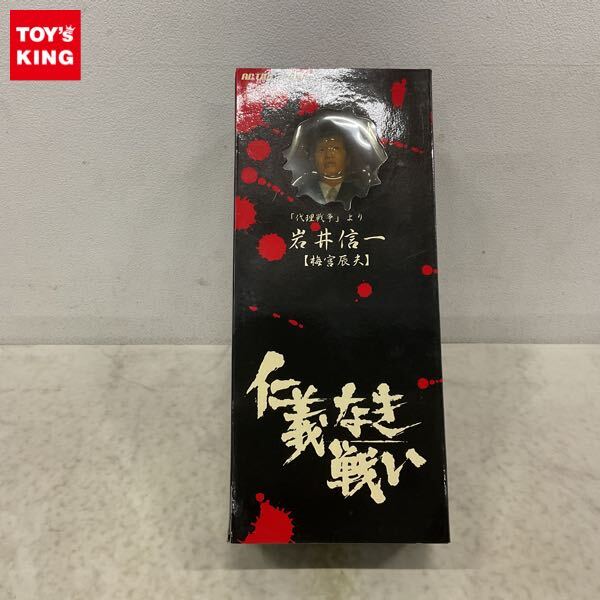 TOY's
KING
「代理戦争」より
岩井信一
【梅宮辰夫】
仁義なき
戦い